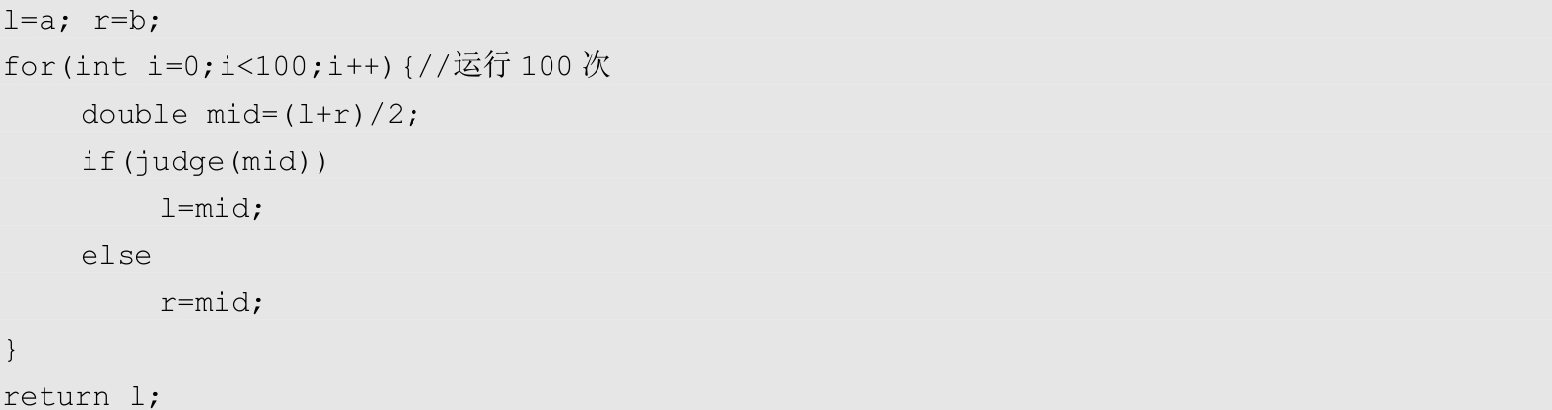 l=a; r=b;
for(int i=0;i<100;i++){//运行 100 次
    double mid=(l+r)/2;
    if(judge(mid))
        l=mid;
    else
        r=mid;
}
return l;